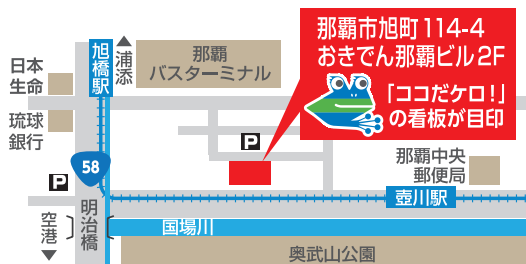 那覇市旭町114-4
おきでん那覇ビル2F
「ココだケロ!」
の看板が目印
旭橋駅
浦添
那覇
バスターミナル
日本
生命
琉球
銀行
58
P
P
那覇中央
郵便局
壺川駅
空港
明治橋
国場川
奥武山公園